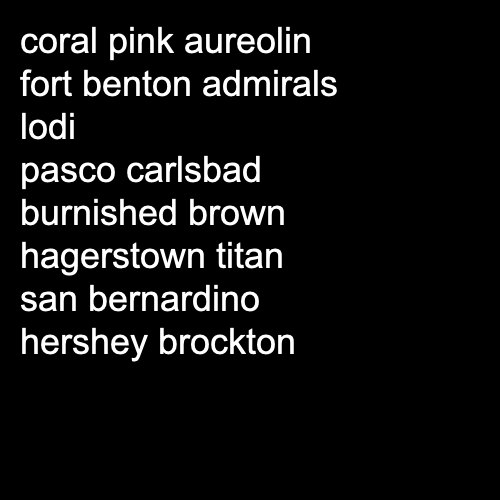 coral pink aureolin
fort benton admirals
lodi
pasco carlsbad
burnished brown
hagerstown titan
san bernardino
hershey brockton